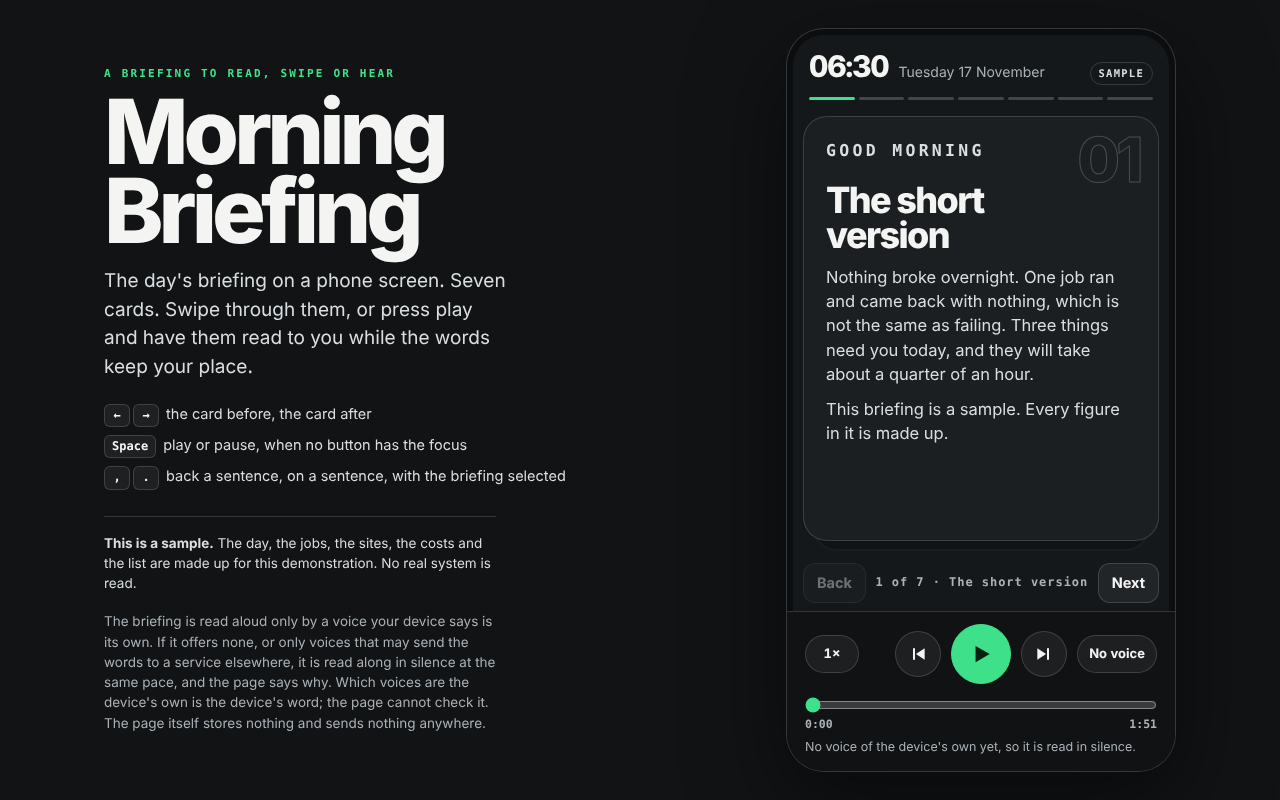 A BRIEFING TO READ, SWIPE OR HEAR
Morning
Briefing
The day's briefing on a phone screen. Seven
cards. Swipe through them, or press play
and have them read to you while the words
keep your place.
← → the card before, the card after
Space play or pause, when no button has the focus
, . back a sentence, on a sentence, with the briefing selected
This is a sample. The day, the jobs, the sites, the costs and
the list are made up for this demonstration. No real system is
read.
The briefing is read aloud only by a voice your device says is
its own. If it offers none, or only voices that may send the
words to a service elsewhere, it is read along in silence at the
same pace, and the page says why. Which voices are the
device's own is the device's word; the page cannot check it.
The page itself stores nothing and sends nothing anywhere.
06:30 Tuesday 17 November SAMPLE
GOOD MORNING 01
The short
version
Nothing broke overnight. One job ran
and came back with nothing, which is
not the same as failing. Three things
need you today, and they will take
about a quarter of an hour.
This briefing is a sample. Every figure
in it is made up.
Back 1 of 7 · The short version Next
1× No voice
0:00 1:51
No voice of the device's own yet, so it is read in silence.